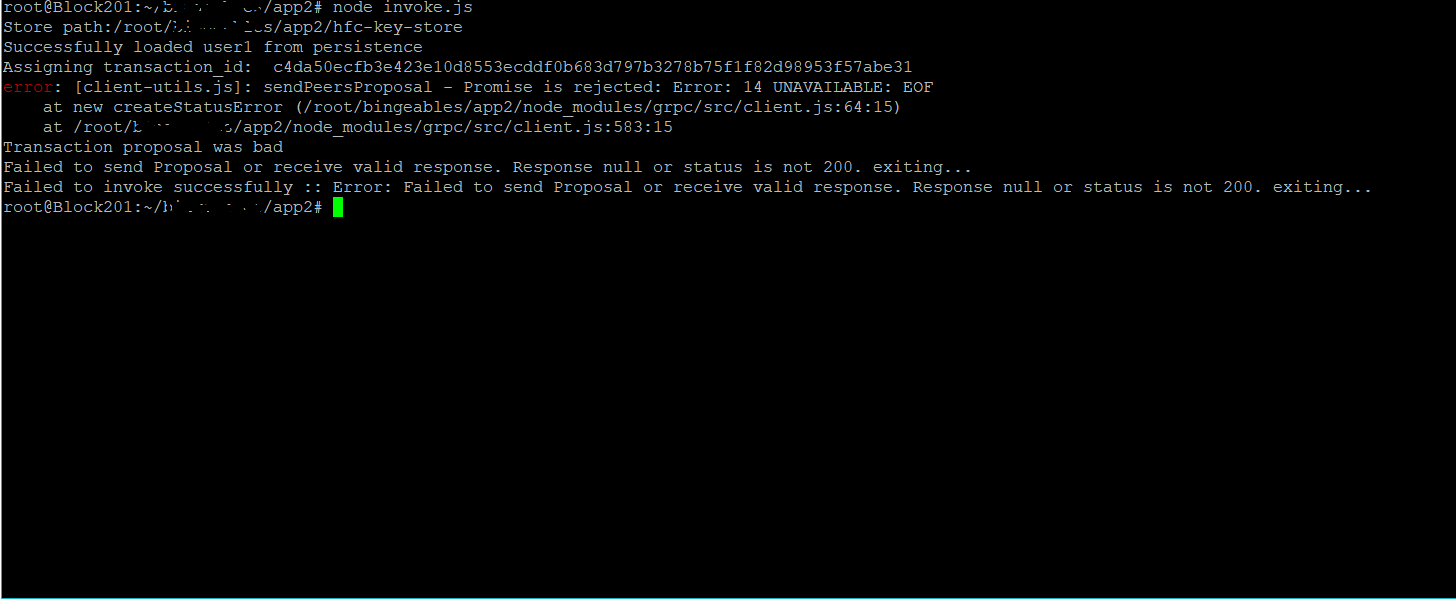 root@Block201:~/b /app2# node invoke.js
Store path:/root/ es/app2/hfc-key-store
Successfully loaded user1 from persistence
Assigning transaction_id:  c4da50ecfb3e423e10d8553ecddf0b683d797b3278b75f1f82d98953f57abe31
error: [client-utils.js]: sendPeersProposal - Promise is rejected: Error: 14 UNAVAILABLE: EOF
    at new createStatusError (/root/bingeables/app2/node_modules/grpc/src/client.js:64:15)
    at /root/ s/app2/node_modules/grpc/src/client.js:583:15
Transaction proposal was bad
Failed to send Proposal or receive valid response. Response null or status is not 200. exiting...
Failed to invoke successfully :: Error: Failed to send Proposal or receive valid response. Response null or status is not 200. exiting...
root@Block201:~/b /app2#